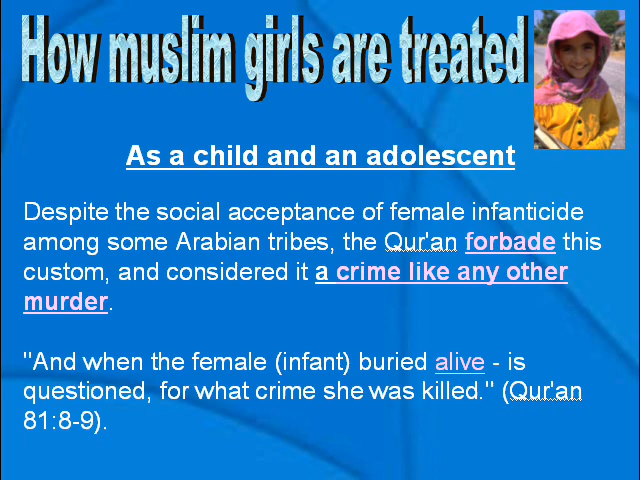 How muslim girls are treated
As a child and an adolescent
Despite the social acceptance of female infanticide
among some Arabian tribes, the Qur'an forbade this
custom, and considered it a crime like any other
murder.
"And when the female (infant) buried alive - is
questioned, for what crime she was killed." (Qur'an
81:8-9).